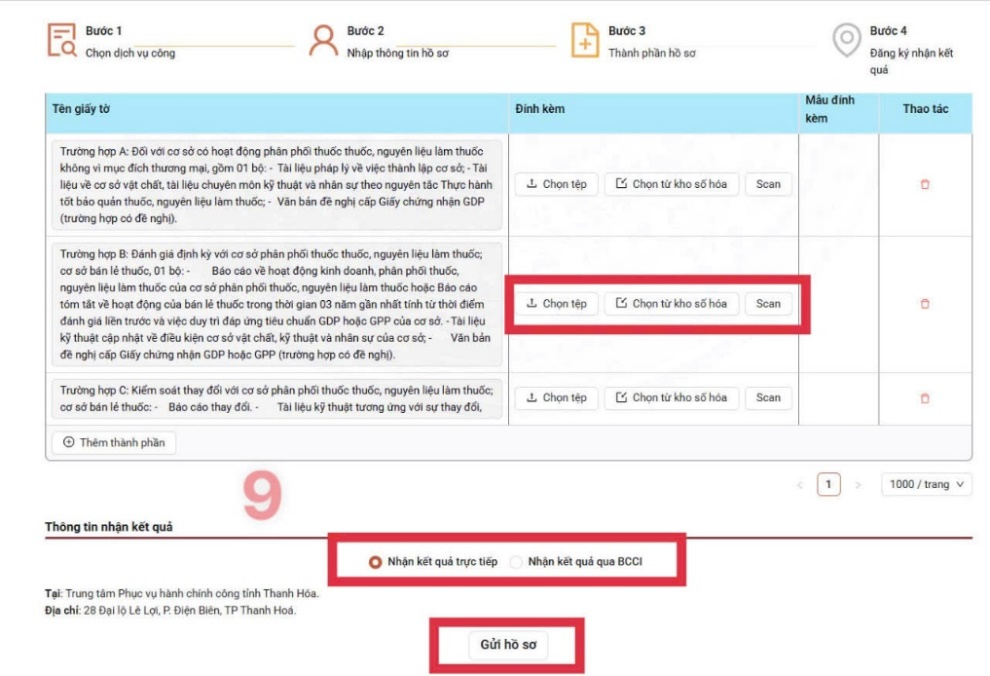 Bước 1
Chọn dịch vụ công
Bước 2
Nhập thông tin hồ sơ
Bước 3
Thành phần hồ sơ
Bước 4
Đăng ký nhận kết
quả
Tên giấy tờ
Đính kèm
Mẫu đính
kèm
Thao tác
Trường hợp A: Đối với cơ sở có hoạt động phân phối thuốc thuốc, nguyên liệu làm thuốc
không vì mục đích thương mại, gồm 01 bộ: - Tài liệu pháp lý về việc thành lập cơ sở; - Tài
liệu về cơ sở vật chất, tài liệu chuyên môn kỹ thuật và nhân sự theo nguyên tắc Thực hành
tốt bảo quản thuốc, nguyên liệu làm thuốc; - Văn bản đề nghị cấp Giấy chứng nhận GDP
(trường hợp có đề nghị).
Chọn tệp
Chọn từ kho số hóa
Scan
Trường hợp B: Đánh giá định kỳ với cơ sở phân phối thuốc thuốc, nguyên liệu làm thuốc;
cơ sở bán lẻ thuốc, 01 bộ: - Báo cáo về hoạt động kinh doanh, phân phối thuốc,
nguyên liệu làm thuốc của cơ sở phân phối thuốc, nguyên liệu làm thuốc hoặc Báo cáo
tóm tắt về hoạt động của bán lẻ thuốc trong thời gian 03 năm gần nhất tính từ thời điểm
đánh giá liền trước và việc duy trì đáp ứng tiêu chuẩn GDP hoặc GPP của cơ sở. - Tài liệu
kỹ thuật cập nhật về điều kiện cơ sở vật chất, kỹ thuật và nhân sự của cơ sở; - Văn bản
đề nghị cấp Giấy chứng nhận GDP hoặc GPP (trường hợp có đề nghị).
Chọn tệp
Chọn từ kho số hóa
Scan
Trường hợp C: Kiểm soát thay đổi với cơ sở phân phối thuốc thuốc, nguyên liệu làm thuốc;
cơ sở bán lẻ thuốc: - Báo cáo thay đổi. - Tài liệu kỹ thuật tương ứng với sự thay đổi,
Chọn tệp
Chọn từ kho số hóa
Scan
Thêm thành phần
9
< 1 > 1000 / trang
Thông tin nhận kết quả
Nhận kết quả trực tiếp
Nhận kết quả qua BCCI
Tại: Trung tâm Phục vụ hành chính công tỉnh Thanh Hóa.
Địa chỉ: 28 Đại lộ Lê Lợi, P. Điện Biên, TP Thanh Hoá.
Gửi hồ sơ